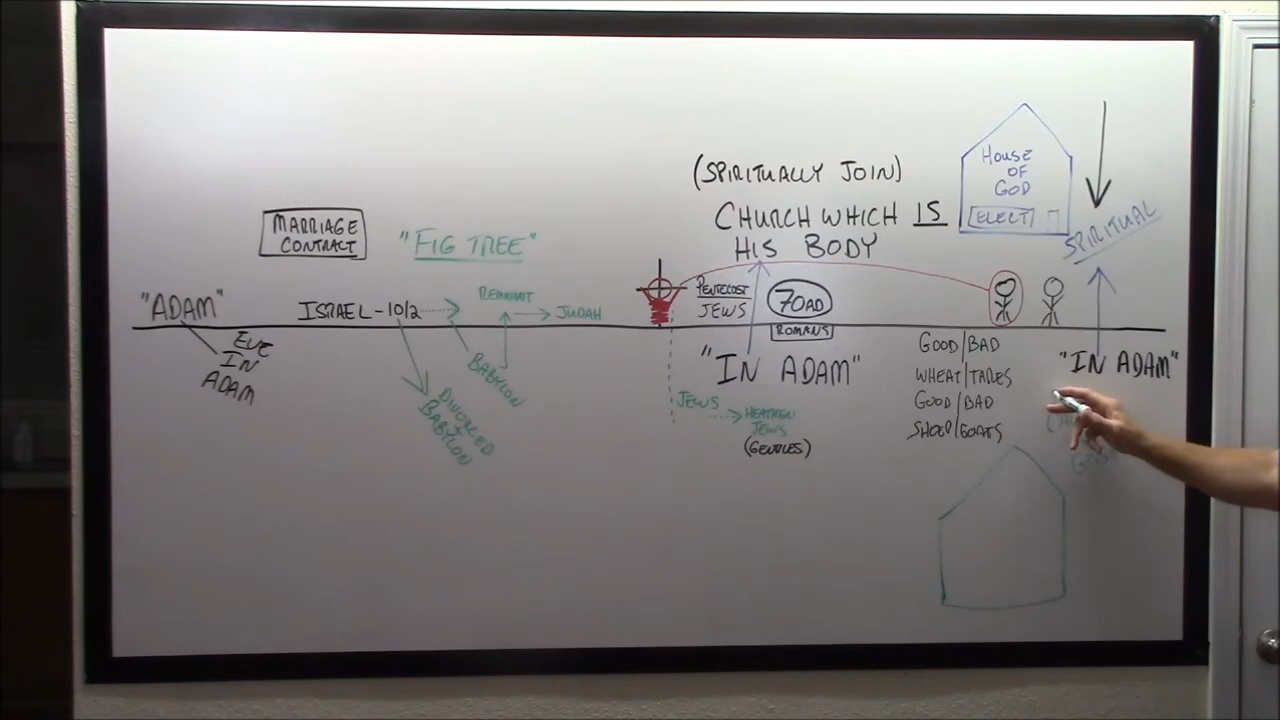 (SPIRITUALLY JOIN)
CHURCH WHICH IS
HIS BODY
HOUSE
OF
GOD
ELECT
SPIRITUAL
MARRIAGE
CONTRACT
"FIG TREE"
"ADAM"
EVE
IN
ADAM
ISRAEL - 10/2
REMNANT
JUDAH
BABYLON
DIVORCED
BABYLON
PENTECOST
JEWS
70AD
ROMANS
"IN ADAM"
JEWS
HEATHEN
JEWS
(GENTILES)
GOOD/BAD
WHEAT/TARES
GOOD/BAD
SHEEP/GOATS
"IN ADAM"